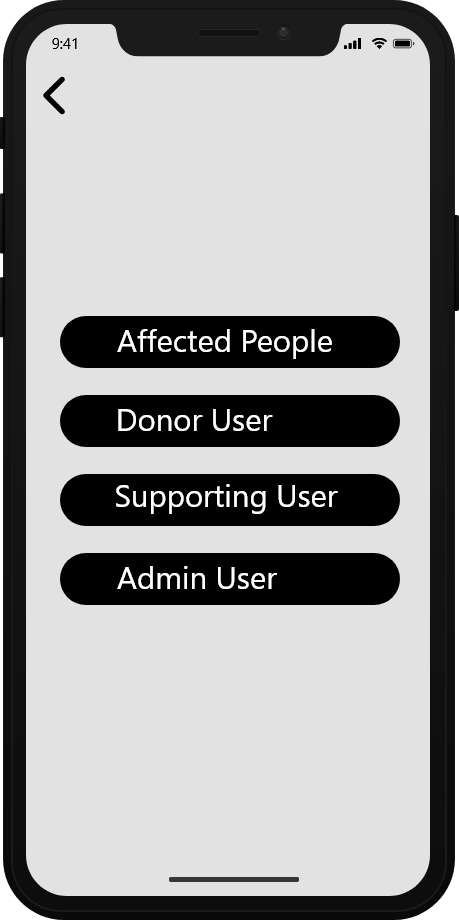 9:41
Affected People
Donor User
Supporting User
Admin User